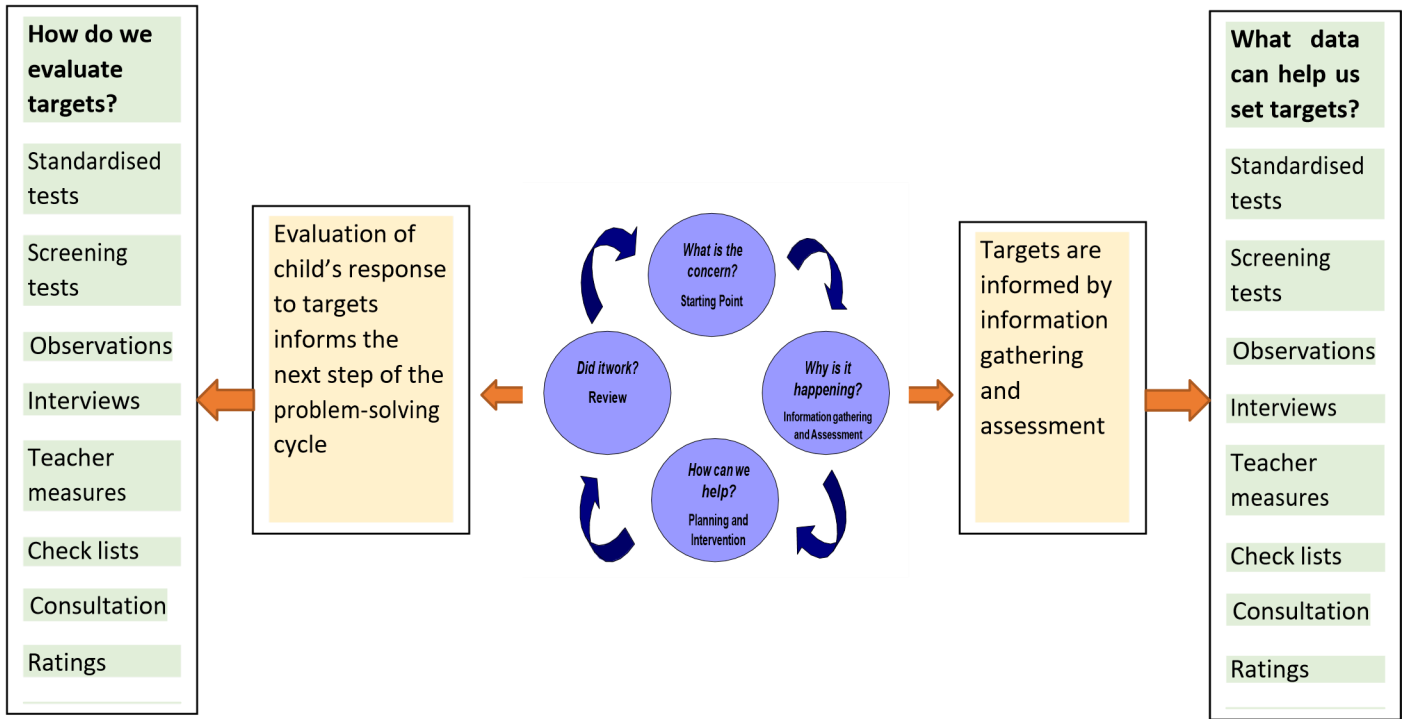 How do we
evaluate
targets?
Standardised
tests
Screening
tests
Observations
Interviews
Teacher
measures
Check lists
Consultation
Ratings
Evaluation of
child's response
to targets
informs the
next step of the
problem-solving
cycle
What is the
concern?
Starting Point
Did itwork?
Review
Why is it
happening?
Information gathering
and Assessment
How can we
help?
Planning and
Intervention
Targets are
informed by
information
gathering
and
assessment
What data
can help us
set targets?
Standardised
tests
Screening
tests
Observations
Interviews
Teacher
measures
Check lists
Consultation
Ratings